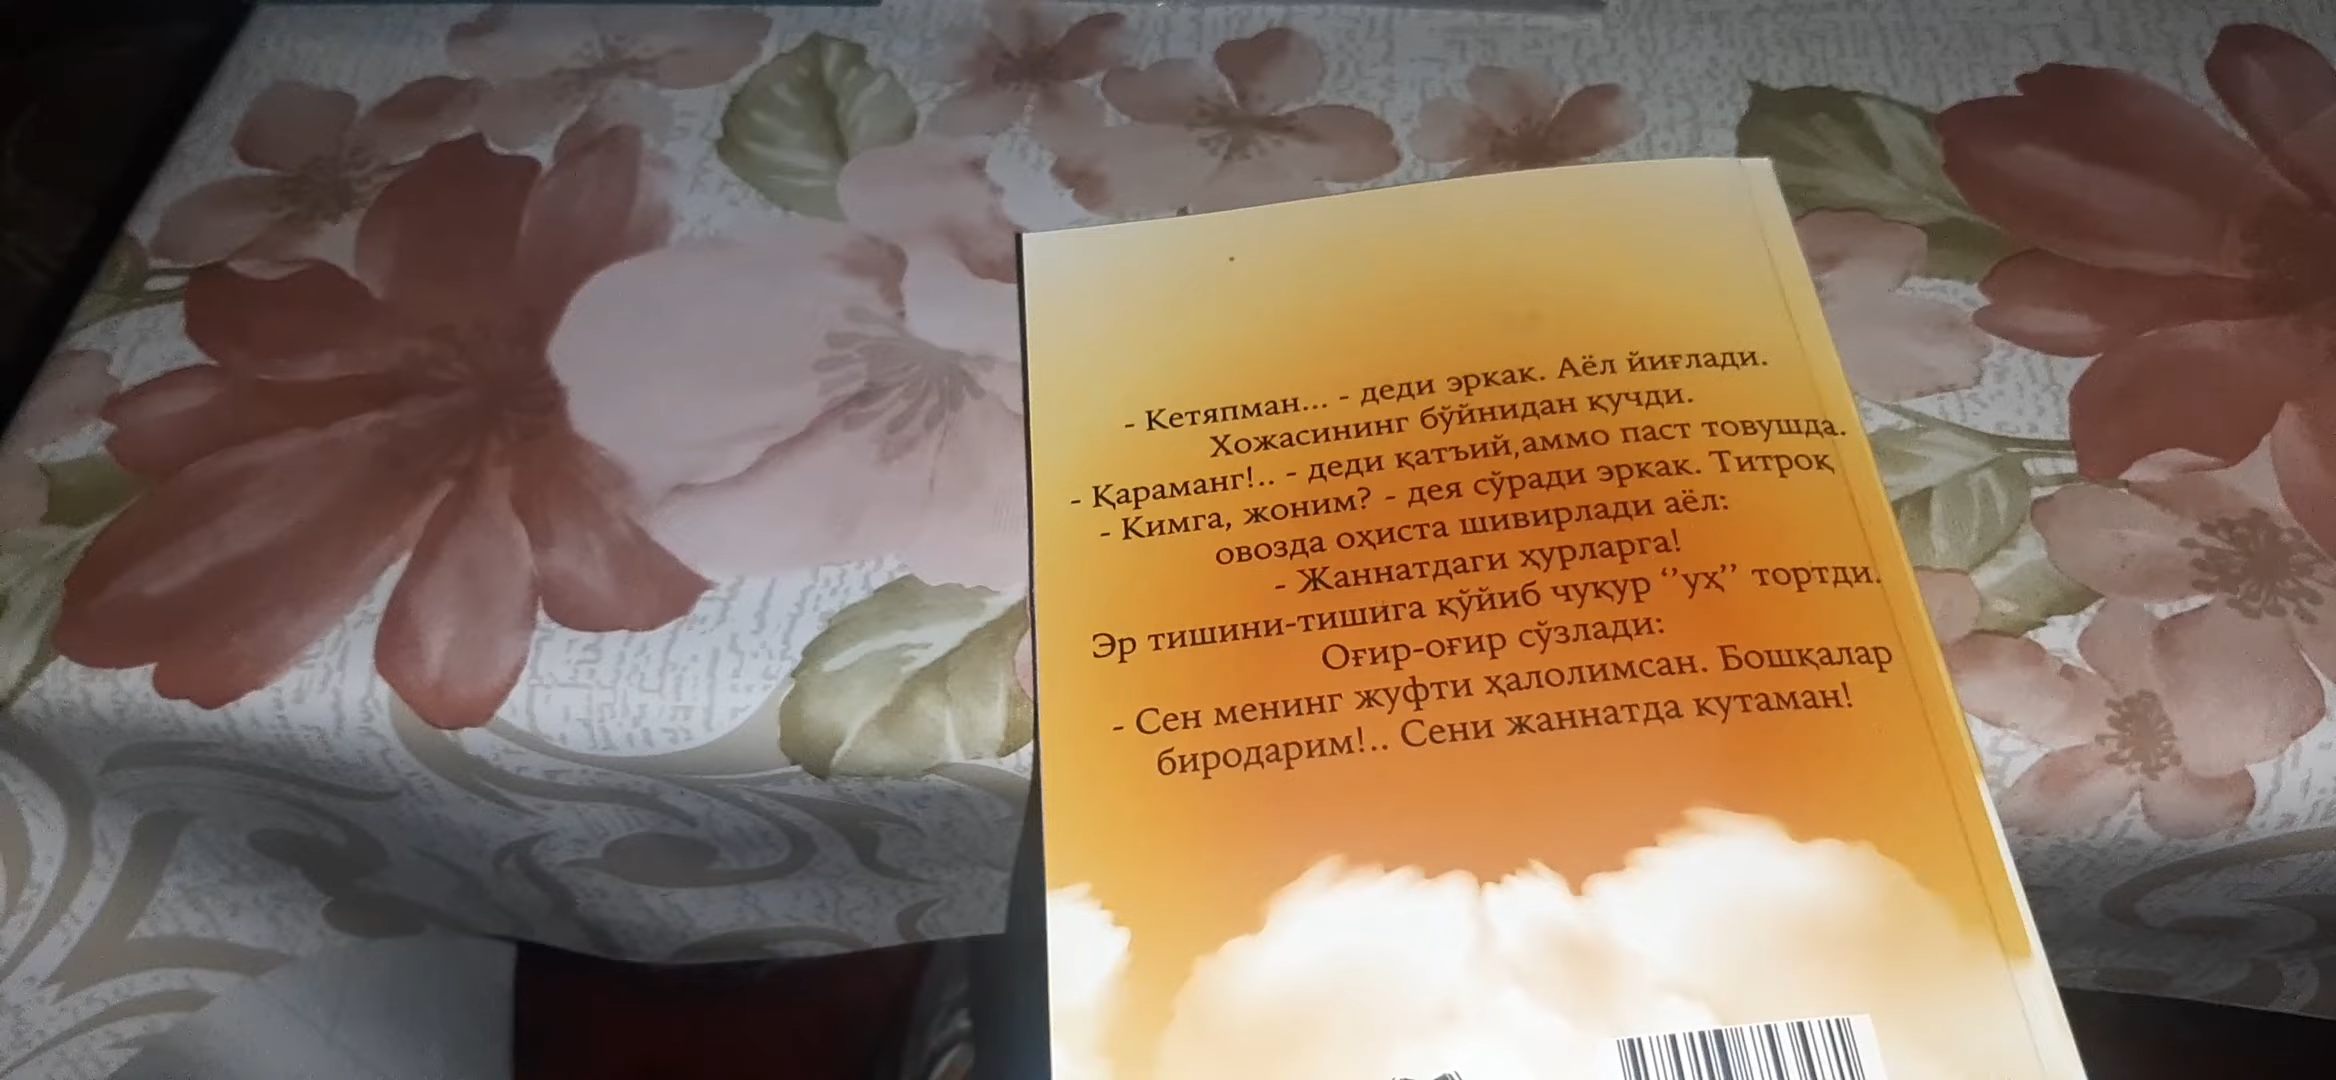 - Кетяпман... - деди эркак. Аёл йиғлади.
Хожасининг бўйнидан қучди.
- Қараманг!.. - деди қатъий,аммо паст товушда.
- Кимга, жоним? - дея сўради эркак. Титроқ
овозда оҳиста шивирлади аёл:
- Жаннатдаги ҳурларга!
Эр тишини-тишига қўйиб чуқур ‘’уҳ’’ тортди.
Оғир-оғир сўзлади:
- Сен менинг жуфти ҳалолимсан. Бошқалар
биродарим!.. Сени жаннатда кутаман!